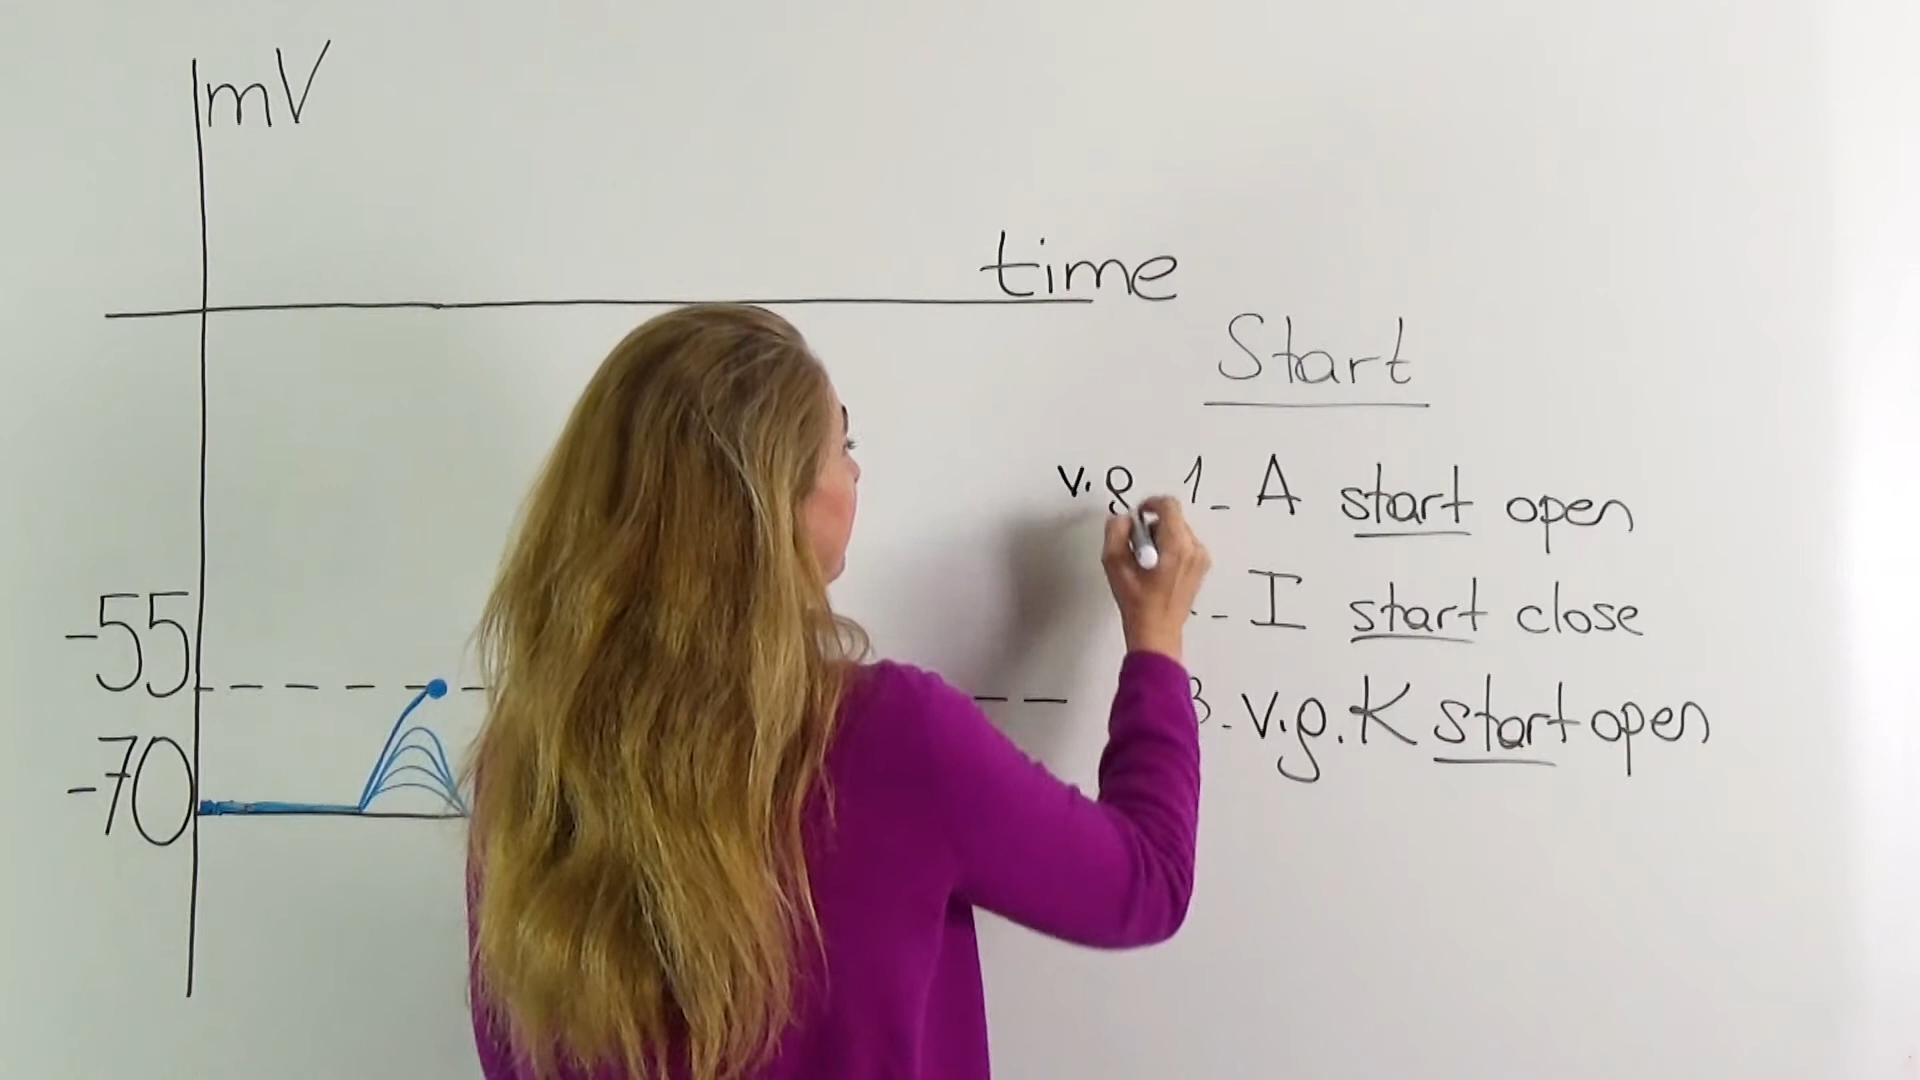 mV
time
Start
v.g 1- A start open
- I start close
3. v.g. K start open
-55
-70